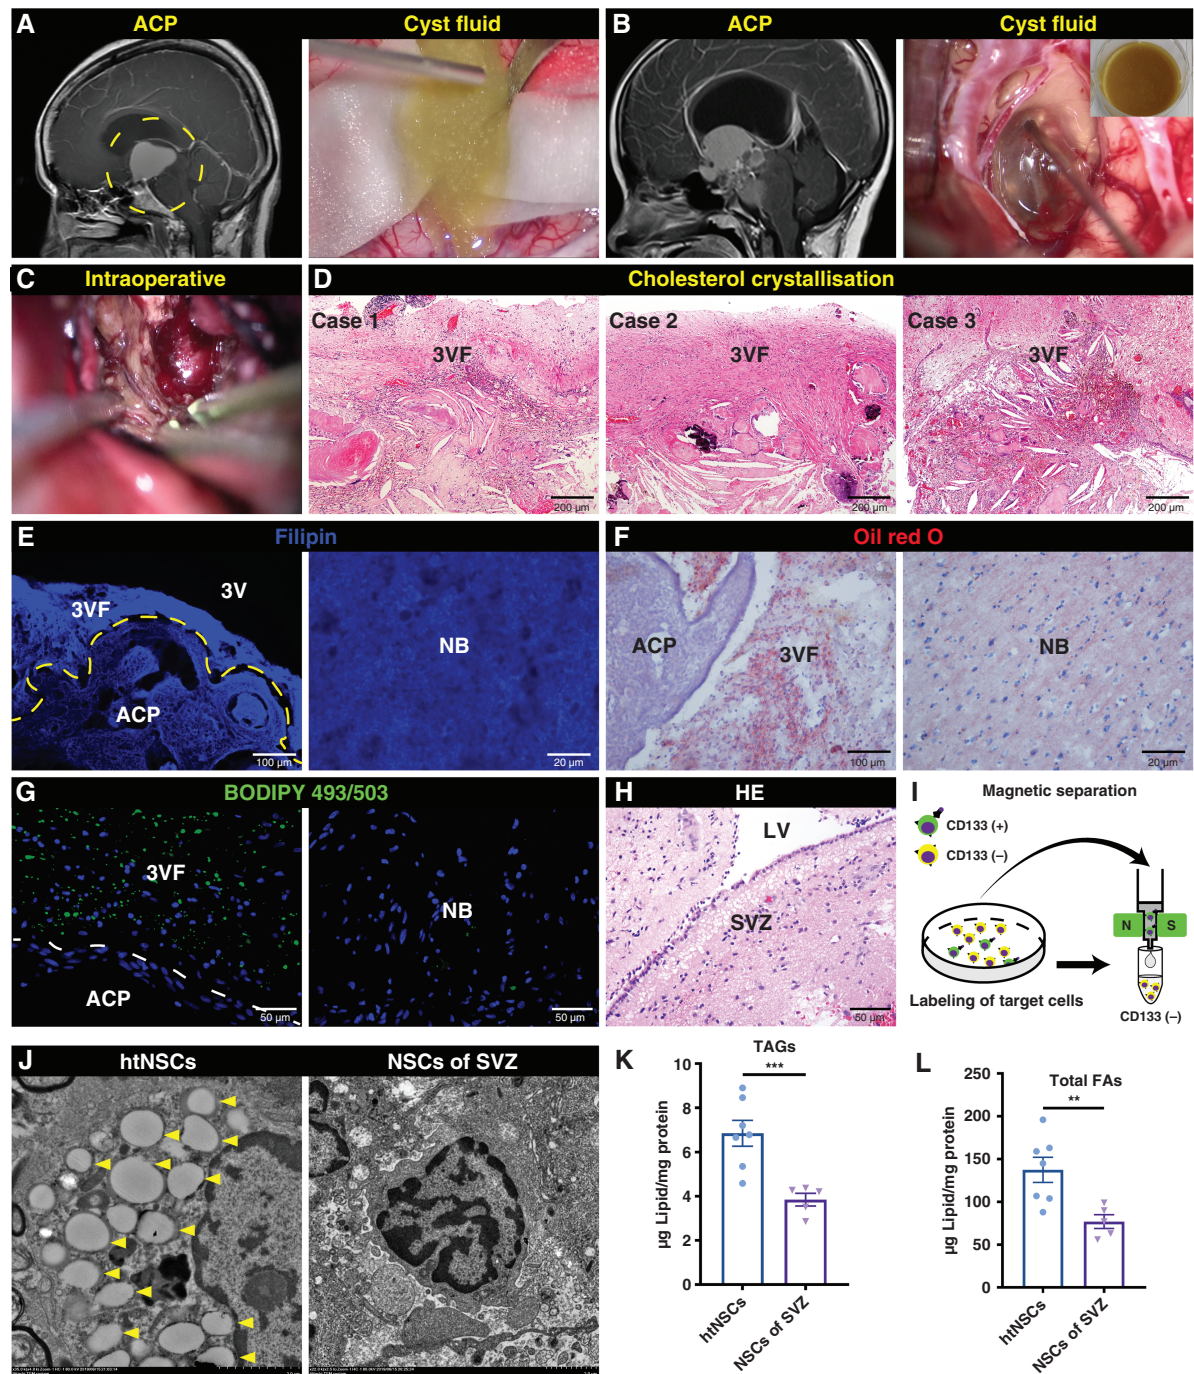 A ACP Cyst fluid
B ACP Cyst fluid
C Intraoperative
D Cholesterol crystallisation
Case 1
3VF
200 µm
Case 2
3VF
200 µm
Case 3
3VF
200 µm
E Filipin
3V
3VF
ACP
100 µm
NB
20 µm
F Oil red O
ACP
3VF
100 µm
NB
20 µm
G BODIPY 493/503
3VF
ACP
50 µm
NB
50 µm
H HE
LV
SVZ
50 µm
I Magnetic separation
CD133 (+)
CD133 (–)
N S
Labeling of target cells
CD133 (–)
J htNSCs NSCs of SVZ
K TAGs
***
µg Lipid/mg protein
10
8
6
4
2
0
htNSCs
NSCs of SVZ
L Total FAs
**
µg Lipid/mg protein
250
200
150
100
50
0
htNSCs
NSCs of SVZ